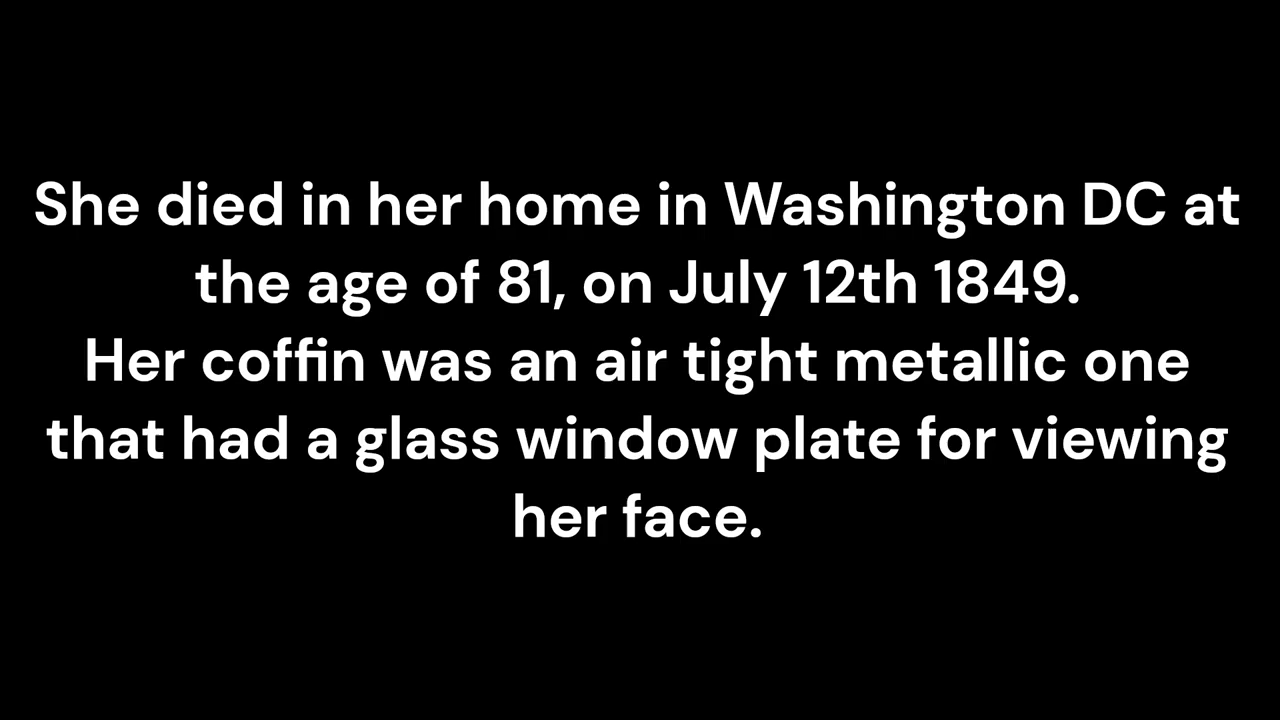 She died in her home in Washington DC at
the age of 81, on July 12th 1849.
Her coffin was an air tight metallic one
that had a glass window plate for viewing
her face.